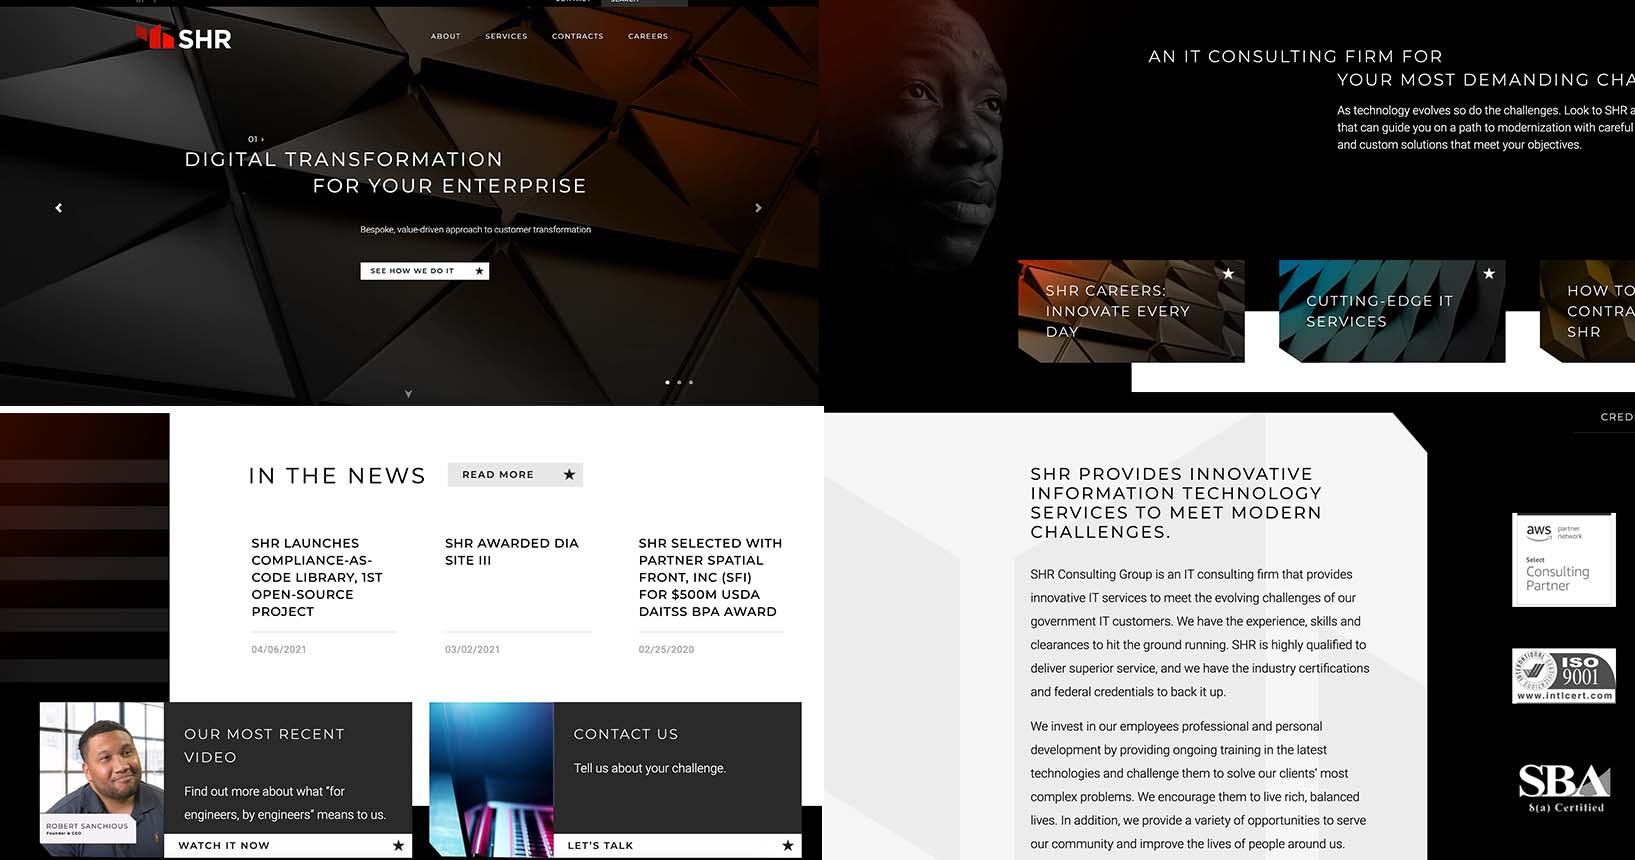 SHR
ABOUT SERVICES CONTRACTS CAREERS
01 ›
DIGITAL TRANSFORMATION
FOR YOUR ENTERPRISE
Bespoke, value-driven approach to customer transformation
SEE HOW WE DO IT
AN IT CONSULTING FIRM FOR
YOUR MOST DEMANDING CHA
As technology evolves so do the challenges. Look to SHR a
that can guide you on a path to modernization with careful
and custom solutions that meet your objectives.
SHR CAREERS:
INNOVATE EVERY
DAY
CUTTING-EDGE IT
SERVICES
HOW TO
CONTRA
SHR
IN THE NEWS
READ MORE
SHR LAUNCHES
COMPLIANCE-AS-
CODE LIBRARY, 1ST
OPEN-SOURCE
PROJECT
04/06/2021
SHR AWARDED DIA
SITE III
03/02/2021
SHR SELECTED WITH
PARTNER SPATIAL
FRONT, INC (SFI)
FOR $500M USDA
DAITSS BPA AWARD
02/25/2020
ROBERT SANCHIOUS
Founder & CEO
OUR MOST RECENT
VIDEO
Find out more about what “for
engineers, by engineers” means to us.
WATCH IT NOW
CONTACT US
Tell us about your challenge.
LET'S TALK
SHR PROVIDES INNOVATIVE
INFORMATION TECHNOLOGY
SERVICES TO MEET MODERN
CHALLENGES.
SHR Consulting Group is an IT consulting firm that provides
innovative IT services to meet the evolving challenges of our
government IT customers. We have the experience, skills and
clearances to hit the ground running. SHR is highly qualified to
deliver superior service, and we have the industry certifications
and federal credentials to back it up.
We invest in our employees professional and personal
development by providing ongoing training in the latest
technologies and challenge them to solve our clients’ most
complex problems. We encourage them to live rich, balanced
lives. In addition, we provide a variety of opportunities to serve
our community and improve the lives of people around us.
CRED
aws partner
network
Select
Consulting
Partner
ISO
9001
www.intlcert.com
SBA
8(a) Certified